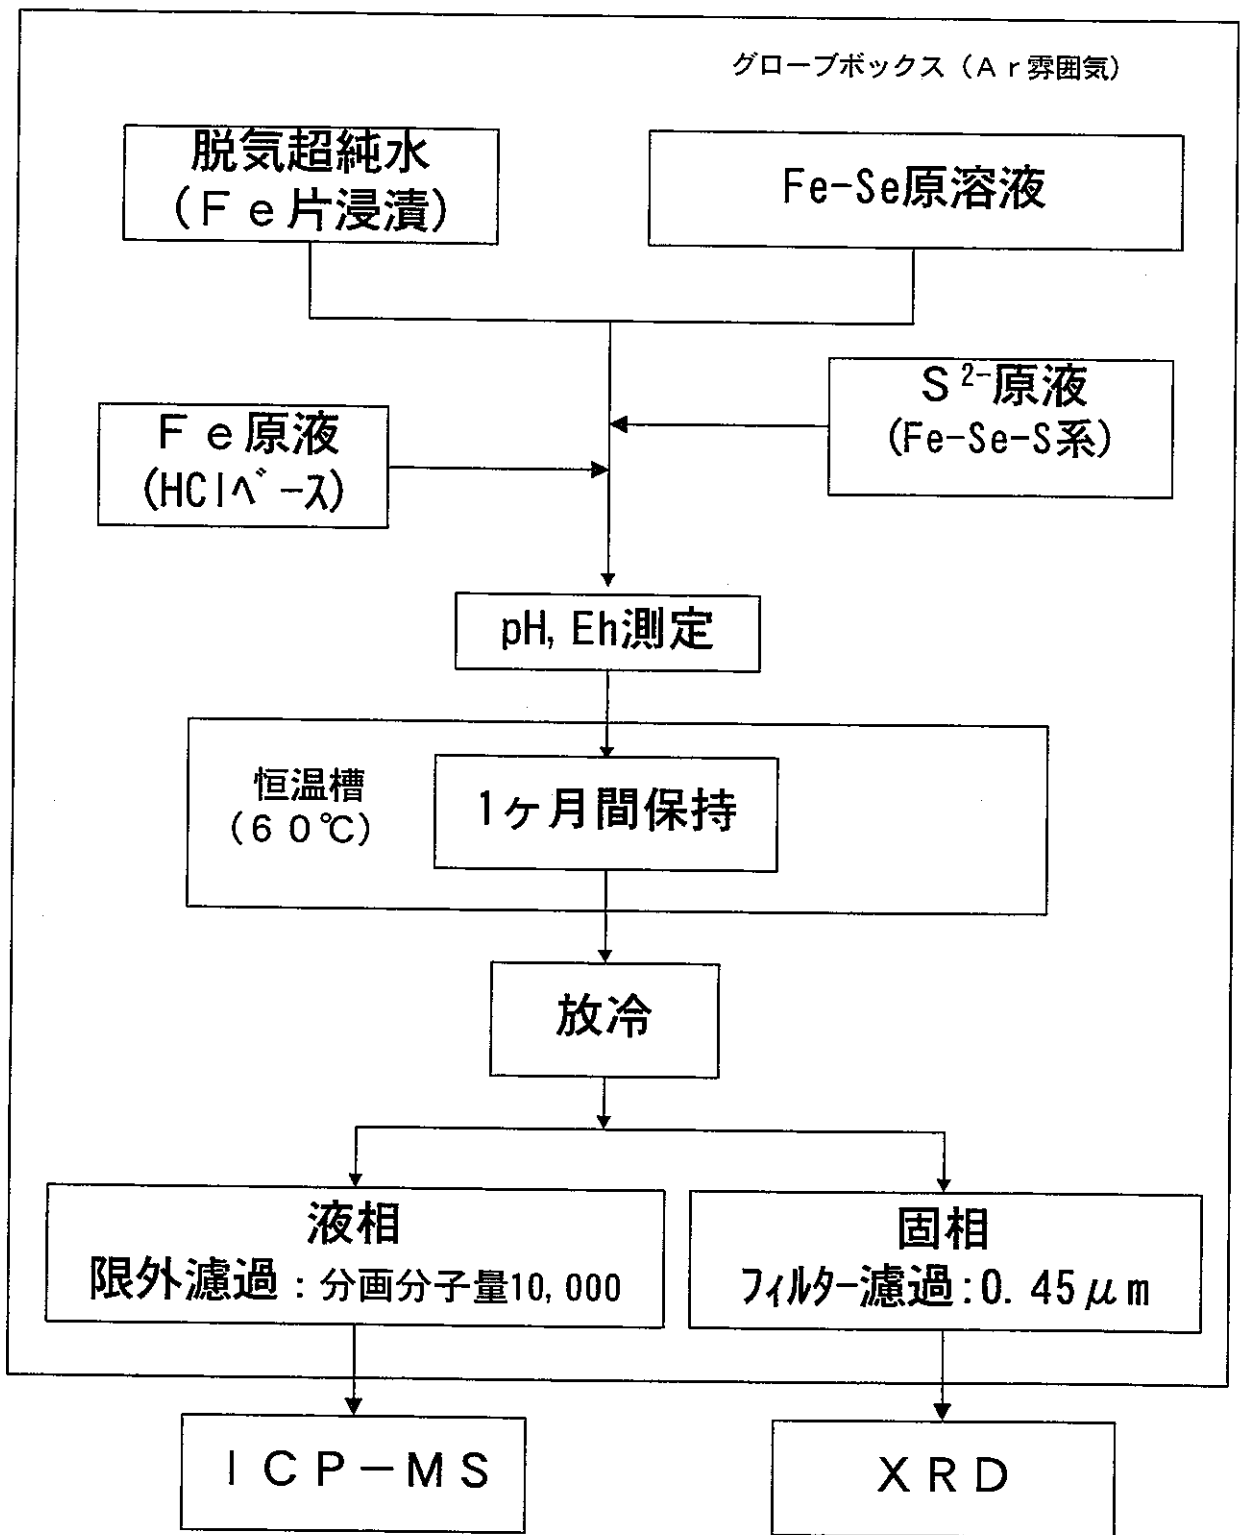 グローブボックス（Ａｒ雰囲気）
脱気超純水
（Ｆｅ片浸漬）
Fe-Se原溶液
S2-原液
(Fe-Se-S系)
Ｆｅ原液
(HClﾍﾞｰｽ)
pH, Eh測定
恒温槽
（６０℃）
1ヶ月間保持
放冷
液相
限外濾過：分画分子量10,000
固相
ﾌｨﾙﾀｰ濾過:0.45μm
ＩＣＰ－ＭＳ
ＸＲＤ